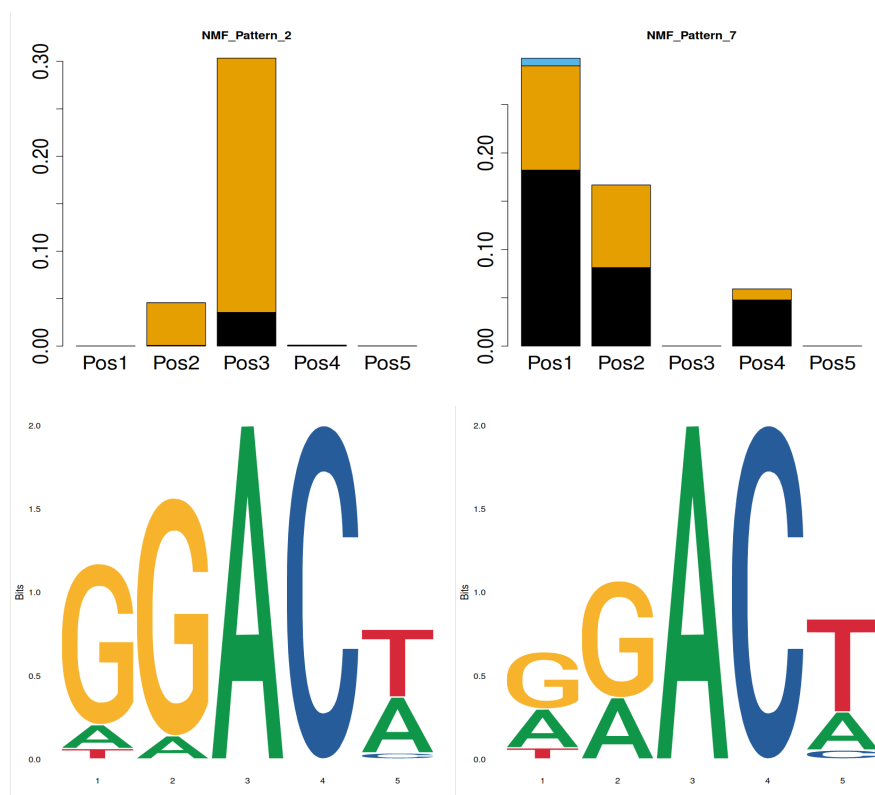 NMF_Pattern_2
0.30
0.20
0.10
0.00
Pos1 Pos2 Pos3 Pos4 Pos5
NMF_Pattern_7
0.20
0.10
0.00
Pos1 Pos2 Pos3 Pos4 Pos5
2.0
1.5
Bits
1.0
0.5
0.0
G G A C T
A A A
T C
1 2 3 4 5
2.0
1.5
Bits
1.0
0.5
0.0
G G A C T
A A A
T C
1 2 3 4 5